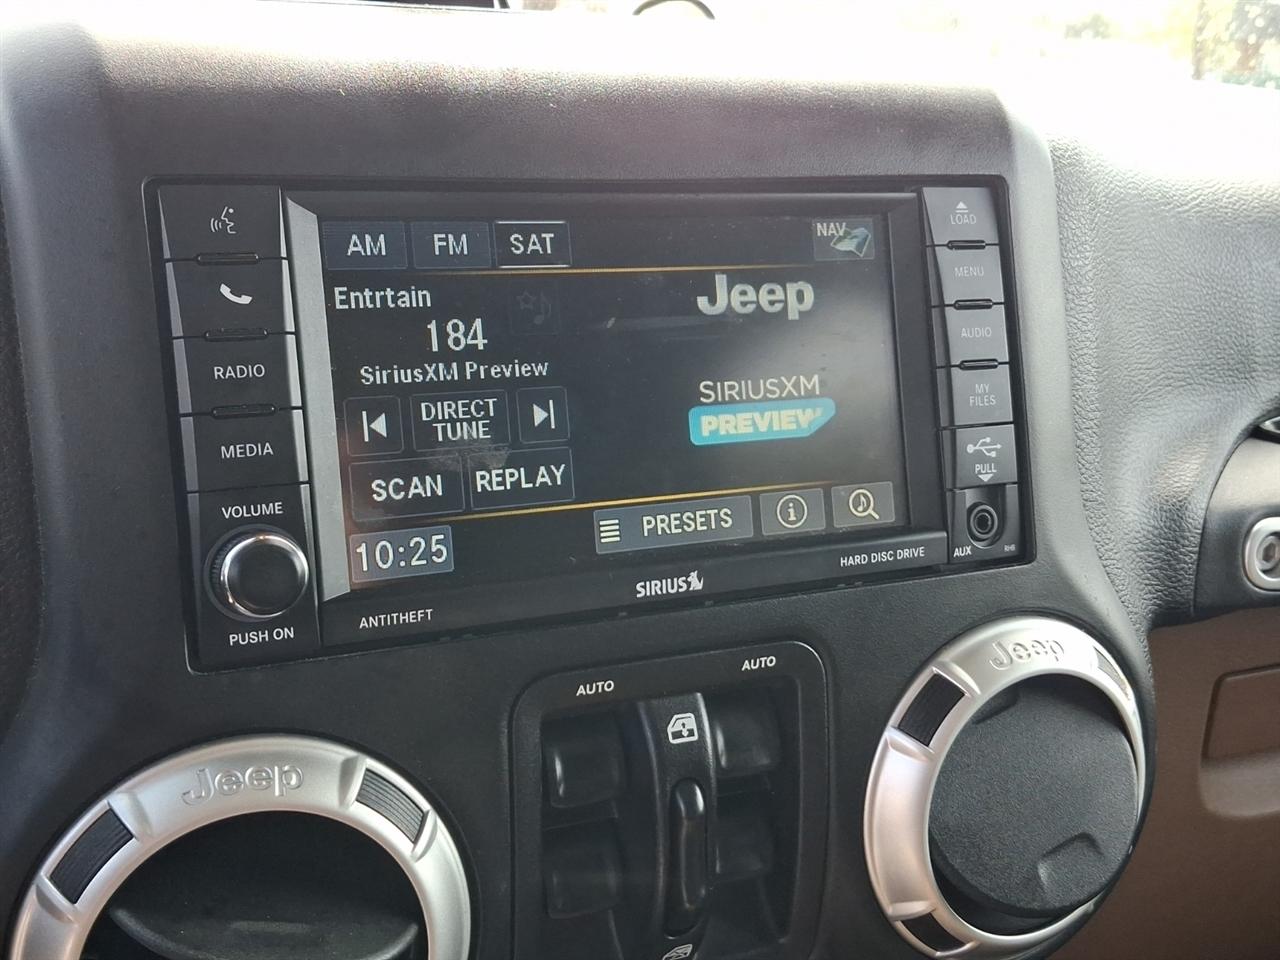 AM FM SAT NAV
Entrtain
184
SiriusXM Preview
DIRECT
TUNE
SCAN REPLAY
10:25
PRESETS
Jeep
SIRIUSXM
PREVIEW
RADIO
MEDIA
VOLUME
PUSH ON
LOAD
MENU
AUDIO
MY
FILES
PULL
AUX RHB
ANTITHEFT
SIRIUS
HARD DISC DRIVE
AUTO AUTO
Jeep
Jeep